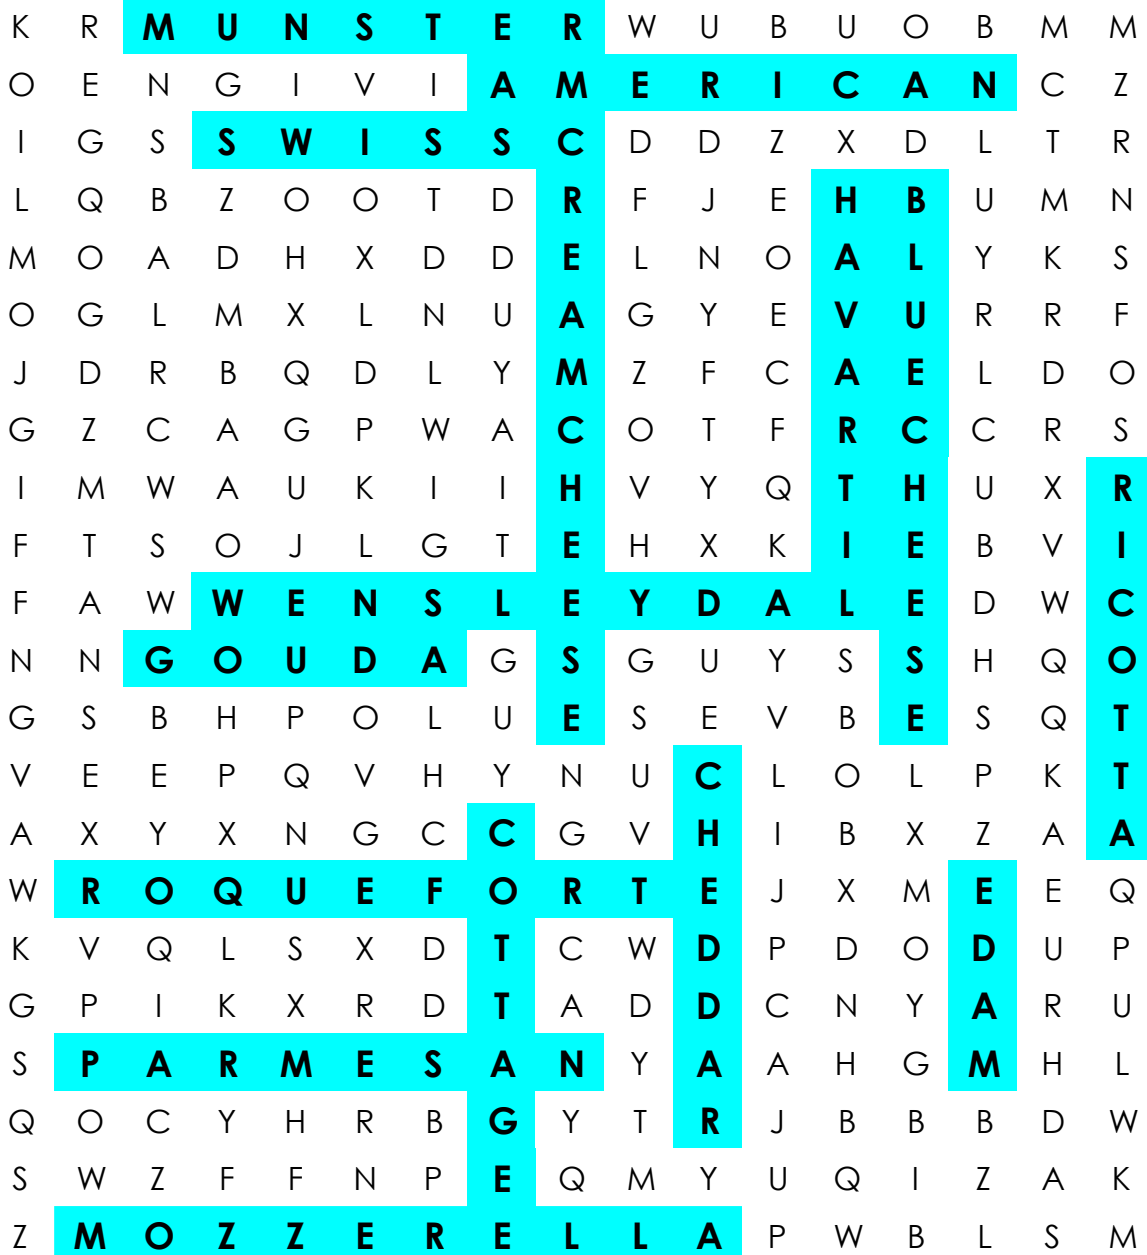 K R M U N S T E R W U B U O B M M
O E N G I V I A M E R I C A N C Z
I G S S W I S S C D D Z X D L T R
L Q B Z O O T D R F J E H B U M N
M O A D H X D D E L N O A L Y K S
O G L M X L N U A G Y E V U R R F
J D R B Q D L Y M Z F C A E L D O
G Z C A G P W A C O T F R C C R S
I M W A U K I I H V Y Q T H U X R
F T S O J L G T E H X K I E B V I
F A W W E N S L E Y D A L E D W C
N N G O U D A G S G U Y S S H Q O
G S B H P O L U E S E V B E S Q T
V E E P Q V H Y N U C L O L P K T
A X Y X N G C C G V H I B X Z A A
W R O Q U E F O R T E J X M E E Q
K V Q L S X D T C W D P D O D U P
G P I K X R D T A D D C N Y A R U
S P A R M E S A N Y A A H G M H L
Q O C Y H R B G Y T R J B B B D W
S W Z F F N P E Q M Y U Q I Z A K
Z M O Z Z E R E L L A P W B L S M